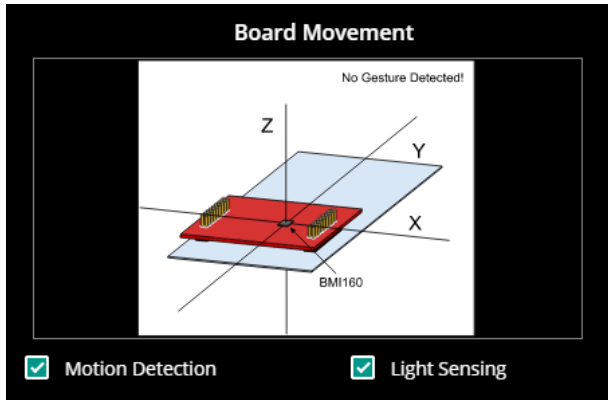 Board Movement
No Gesture Detected!
Z
Y
X
BMI160
Motion Detection
Light Sensing